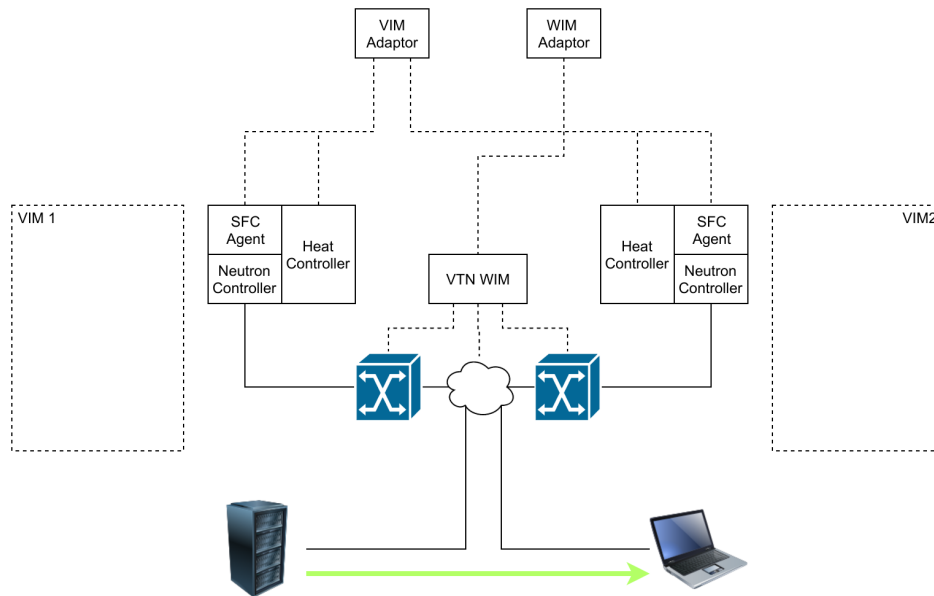 VIM
Adaptor
WIM
Adaptor
VIM 1
SFC
Agent
Neutron
Controller
Heat
Controller
VTN WIM
Heat
Controller
SFC
Agent
Neutron
Controller
VIM2